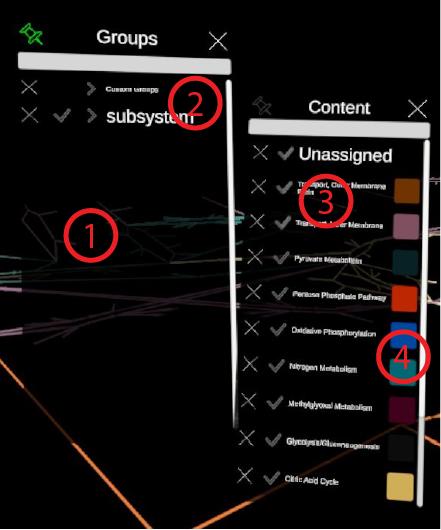 Groups
Custom Groups
subsystem
Content
Unassigned
Transport, Outer Membrane
Porin
Transport, Inner Membrane
Pyruvate Metabolism
Pentose Phosphate Pathway
Oxidative Phosphorylation
Nitrogen Metabolism
Methylglyoxal Metabolism
Glycolysis/Gluconeogenesis
Citric Acid Cycle
1
2
3
4